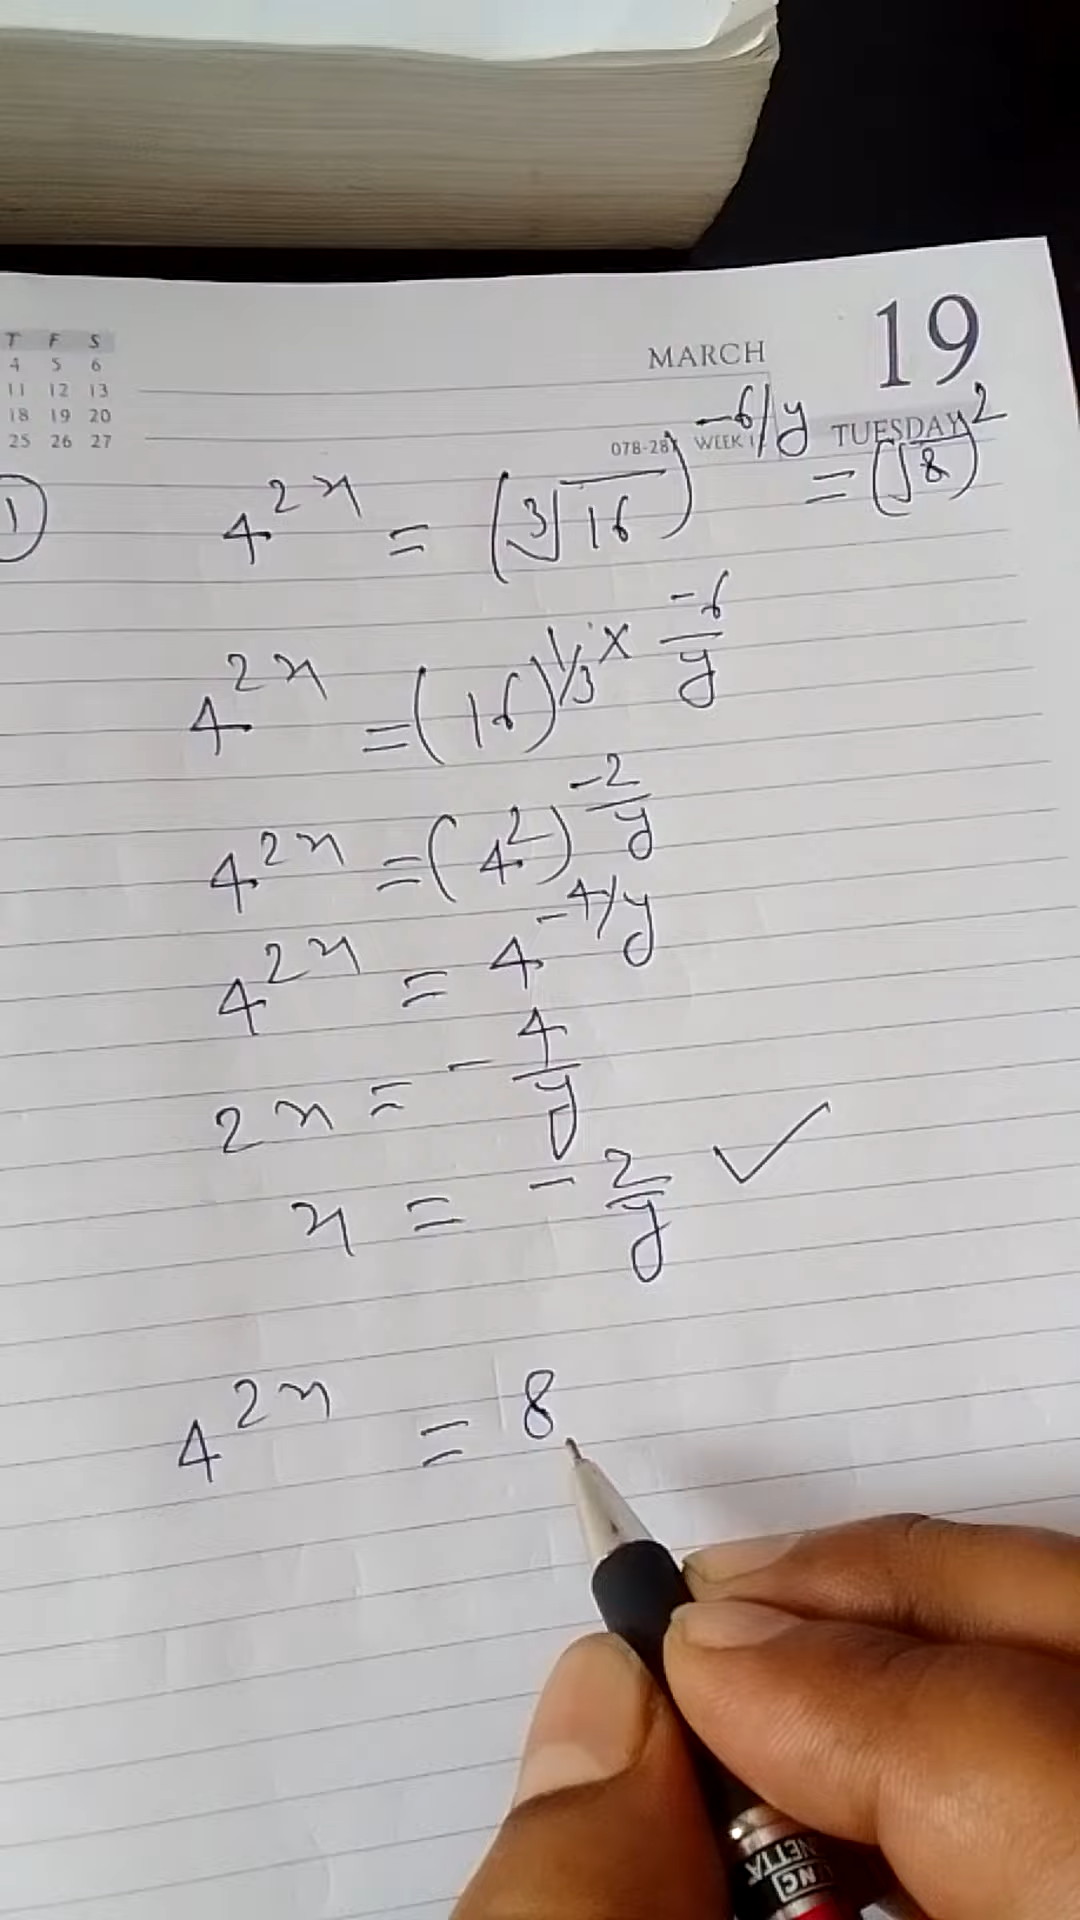 T F S
4 5 6
11 12 13
18 19 20
25 26 27
MARCH 19
078-287 WEEK 1 TUESDAY
① 4^{2x} = (∛16)^{-6/y} = (√8)^2
4^{2x} = (16)^{1/3 × -6/y}
4^{2x} = (4^2)^{-2/y}
4^{2x} = 4^{-4/y}
2x = -4/y
x = -2/y ✓
4^{2x} = 8